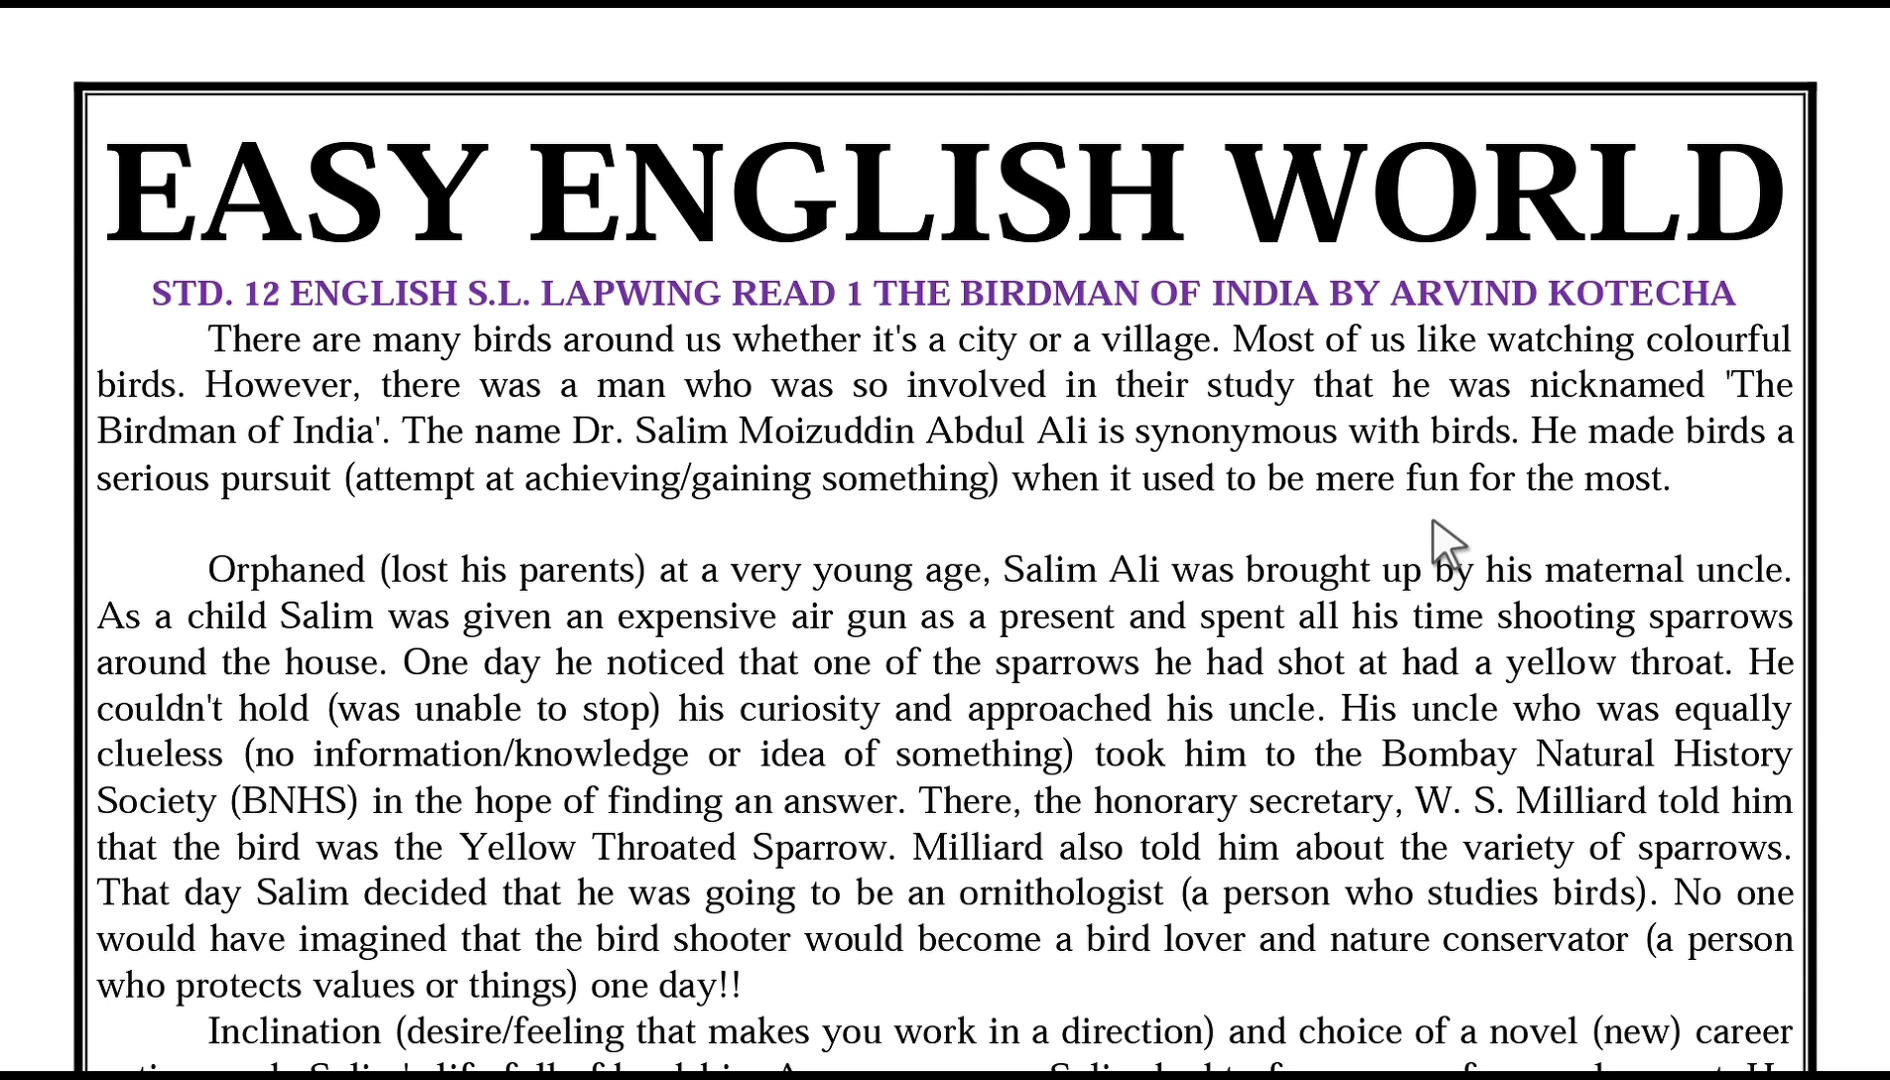 EASY ENGLISH WORLD
STD. 12 ENGLISH S.L. LAPWING READ 1 THE BIRDMAN OF INDIA BY ARVIND KOTECHA
There are many birds around us whether it's a city or a village. Most of us like watching colourful
birds. However, there was a man who was so involved in their study that he was nicknamed 'The
Birdman of India'. The name Dr. Salim Moizuddin Abdul Ali is synonymous with birds. He made birds a
serious pursuit (attempt at achieving/gaining something) when it used to be mere fun for the most.
Orphaned (lost his parents) at a very young age, Salim Ali was brought up by his maternal uncle.
As a child Salim was given an expensive air gun as a present and spent all his time shooting sparrows
around the house. One day he noticed that one of the sparrows he had shot at had a yellow throat. He
couldn't hold (was unable to stop) his curiosity and approached his uncle. His uncle who was equally
clueless (no information/knowledge or idea of something) took him to the Bombay Natural History
Society (BNHS) in the hope of finding an answer. There, the honorary secretary, W. S. Milliard told him
that the bird was the Yellow Throated Sparrow. Milliard also told him about the variety of sparrows.
That day Salim decided that he was going to be an ornithologist (a person who studies birds). No one
would have imagined that the bird shooter would become a bird lover and nature conservator (a person
who protects values or things) one day!!
Inclination (desire/feeling that makes you work in a direction) and choice of a novel (new) career